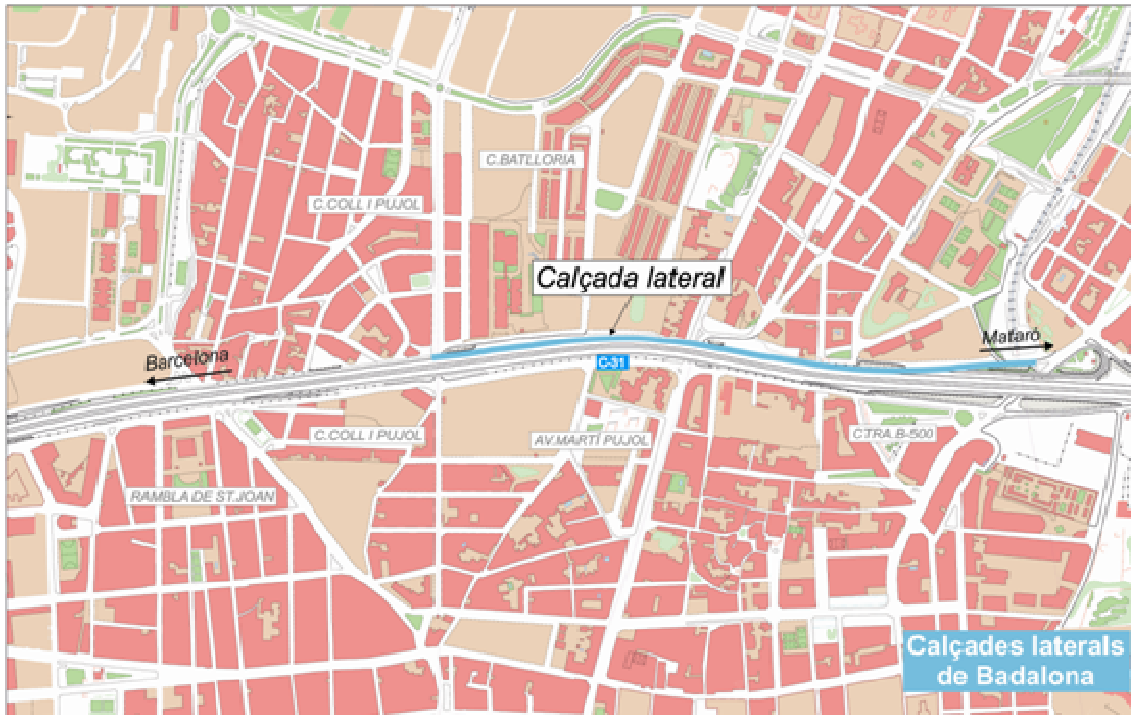 C.BATLLORIA
C.COLL I PUJOL
Calçada lateral
Barcelona
Mataró
C-31
C.COLL I PUJOL
AV.MARTÍ PUJOL
CTRA.B-500
RAMBLA DE ST.JOAN
Calçades laterals
de Badalona